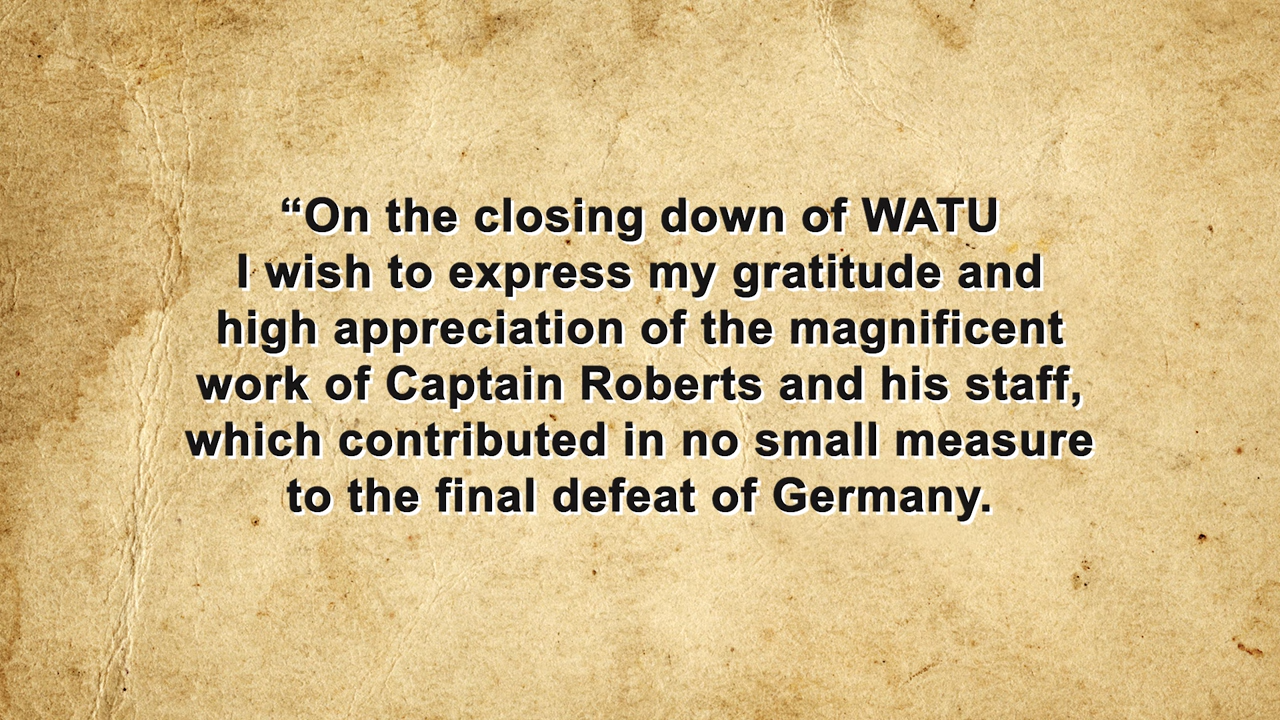 “On the closing down of WATU
I wish to express my gratitude and
high appreciation of the magnificent
work of Captain Roberts and his staff,
which contributed in no small measure
to the final defeat of Germany.